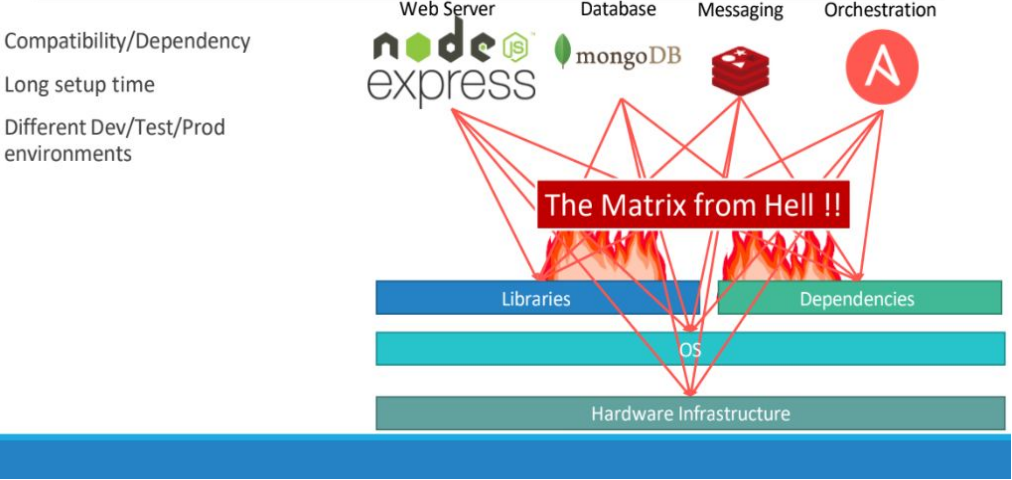 Web Server Database Messaging Orchestration
Compatibility/Dependency
Long setup time
Different Dev/Test/Prod
environments
node JS
express
mongoDB
A
The Matrix from Hell !!
Libraries Dependencies
OS
Hardware Infrastructure